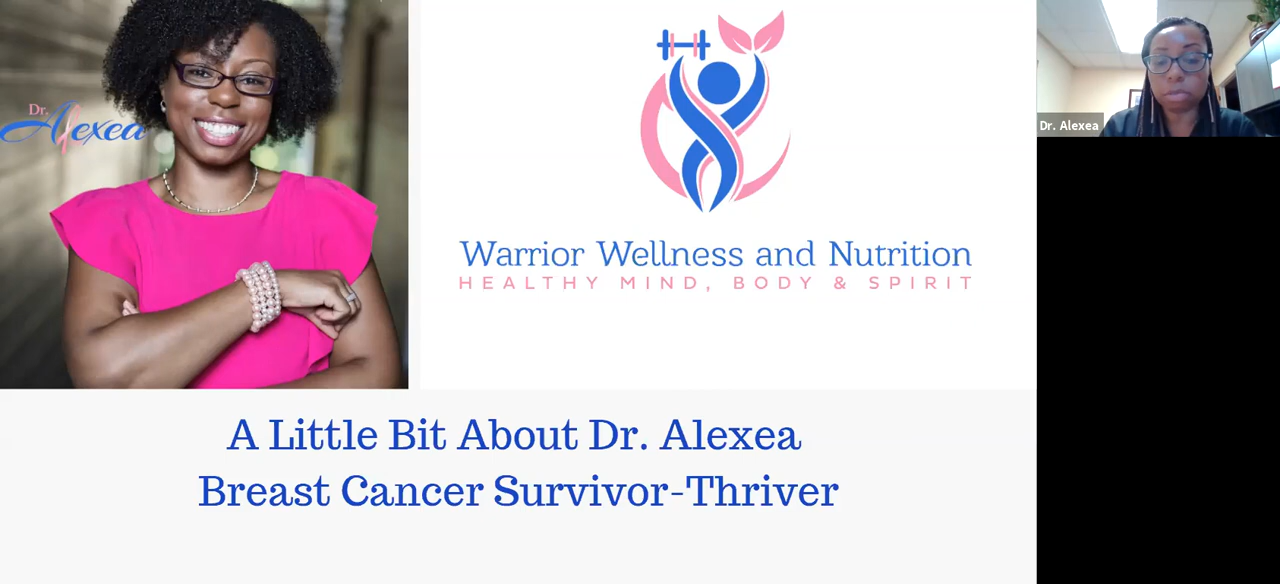 Dr.
Alexea
Warrior Wellness and Nutrition
HEALTHY MIND, BODY & SPIRIT
Dr. Alexea
A Little Bit About Dr. Alexea
Breast Cancer Survivor-Thriver